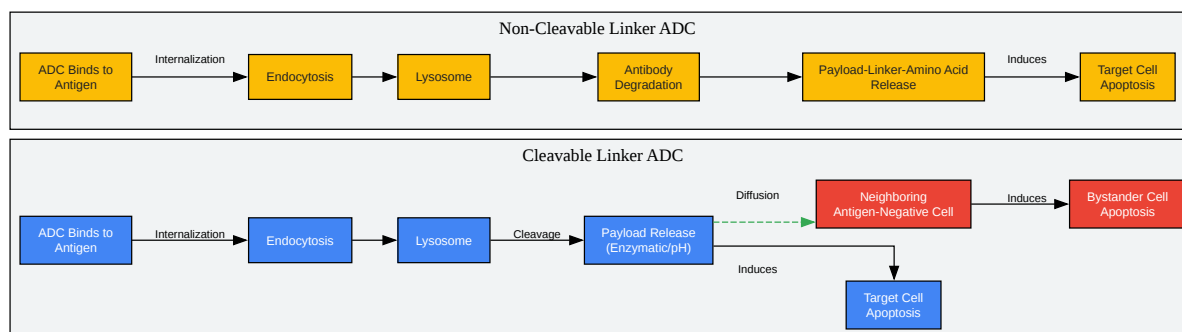 Non-Cleavable Linker ADC
ADC Binds to
Antigen
Internalization
Endocytosis
Lysosome
Antibody
Degradation
Payload-Linker-Amino Acid
Release
Induces
Target Cell
Apoptosis
Cleavable Linker ADC
ADC Binds to
Antigen
Internalization
Endocytosis
Lysosome
Cleavage
Payload Release
(Enzymatic/pH)
Diffusion
Neighboring
Antigen-Negative Cell
Induces
Bystander Cell
Apoptosis
Induces
Target Cell
Apoptosis